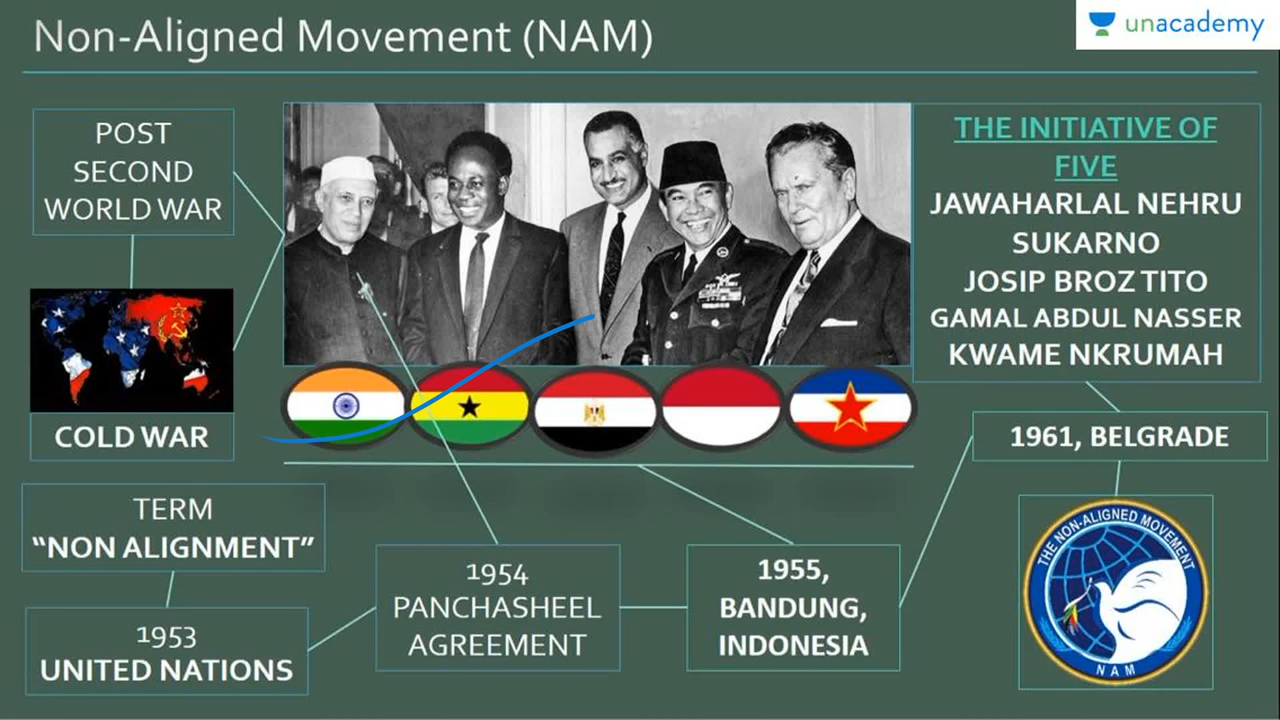 Non-Aligned Movement (NAM)
unacademy
POST
SECOND
WORLD WAR
COLD WAR
TERM
“NON ALIGNMENT”
1953
UNITED NATIONS
1954
PANCHASHEEL
AGREEMENT
1955,
BANDUNG,
INDONESIA
THE INITIATIVE OF
FIVE
JAWAHARLAL NEHRU
SUKARNO
JOSIP BROZ TITO
GAMAL ABDUL NASSER
KWAME NKRUMAH
1961, BELGRADE
THE NON-ALIGNED MOVEMENT
NAM